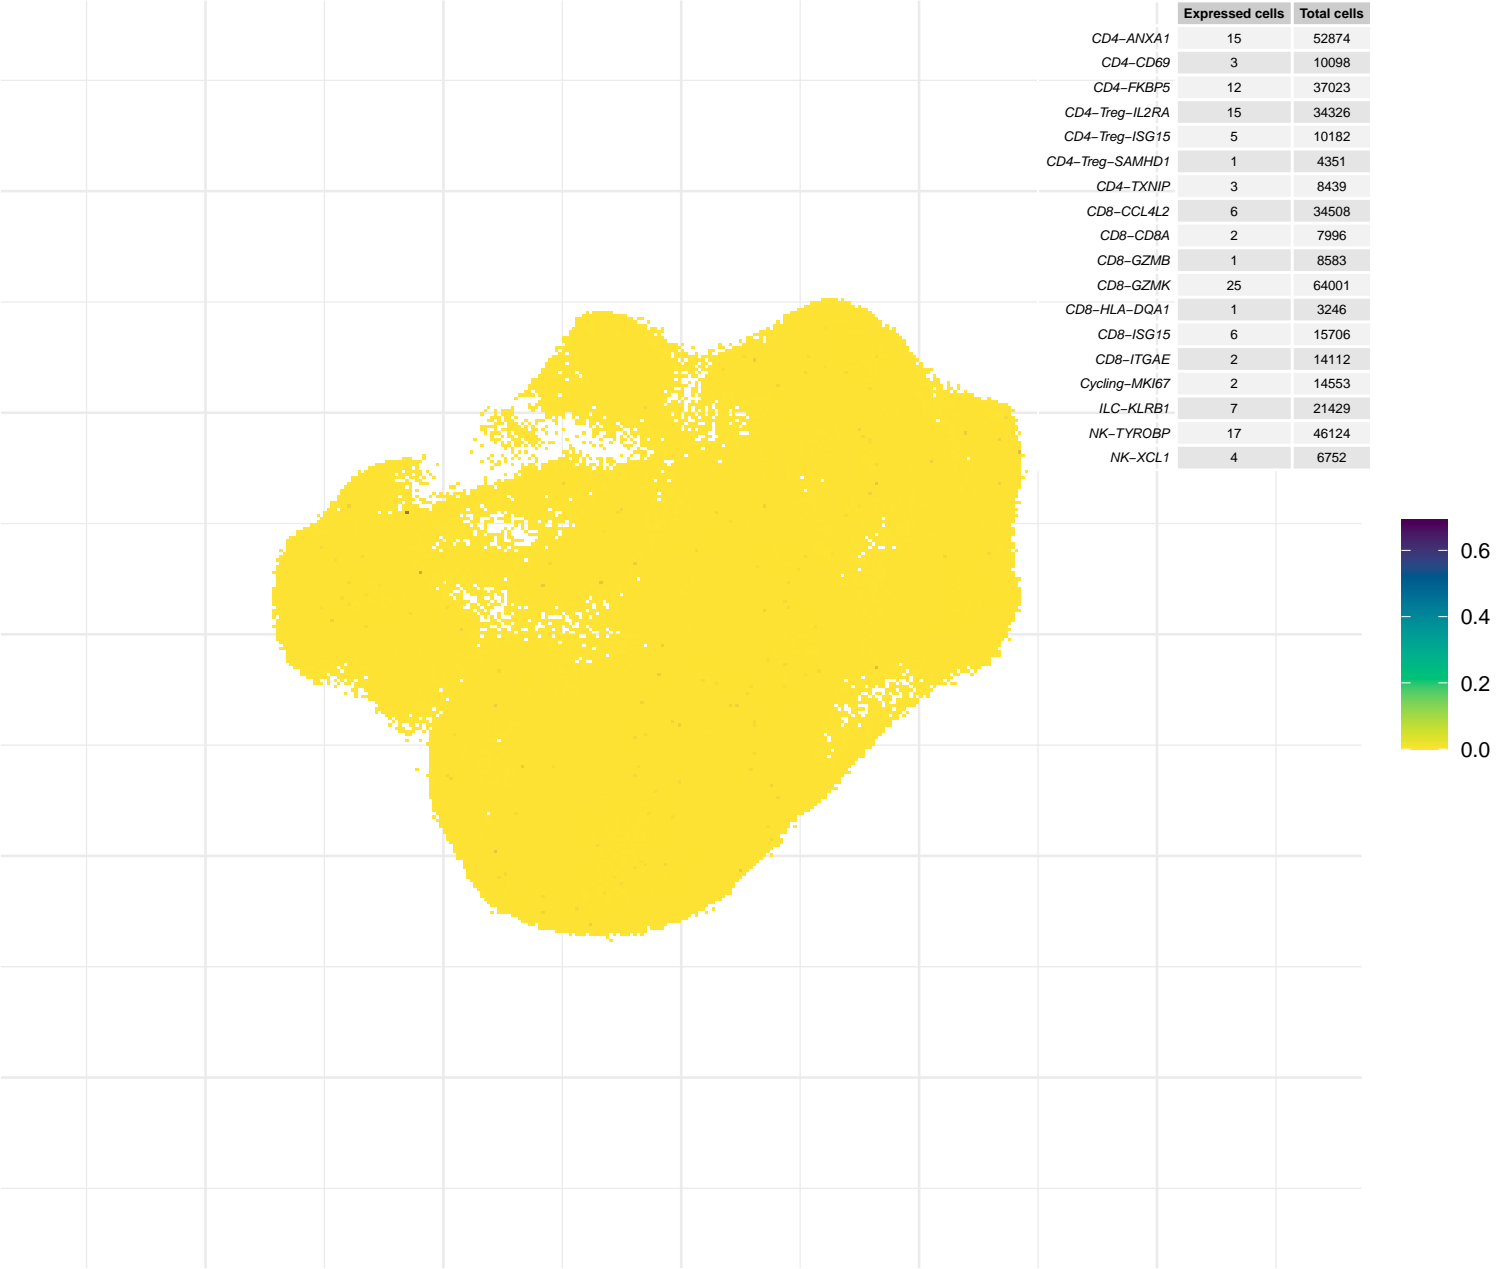 Expressed cells Total cells
CD4−ANXA1 15 52874
CD4−CD69 3 10098
CD4−FKBP5 12 37023
CD4−Treg−IL2RA 15 34326
CD4−Treg−ISG15 5 10182
CD4−Treg−SAMHD1 1 4351
CD4−TXNIP 3 8439
CD8−CCL4L2 6 34508
CD8−CD8A 2 7996
CD8−GZMB 1 8583
CD8−GZMK 25 64001
CD8−HLA−DQA1 1 3246
CD8−ISG15 6 15706
CD8−ITGAE 2 14112
Cycling−MKI67 2 14553
ILC−KLRB1 7 21429
NK−TYROBP 17 46124
NK−XCL1 4 6752
0.6
0.4
0.2
0.0